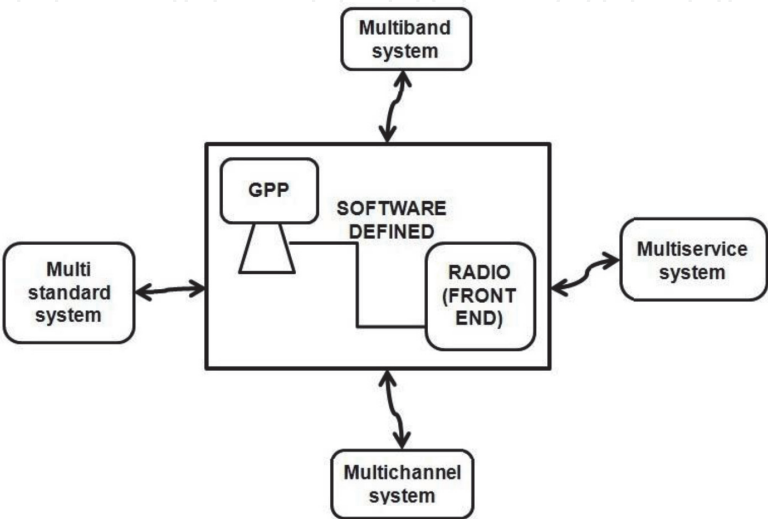 Multiband
system
GPP
SOFTWARE
DEFINED
RADIO
(FRONT
END)
Multi
standard
system
Multiservice
system
Multichannel
system